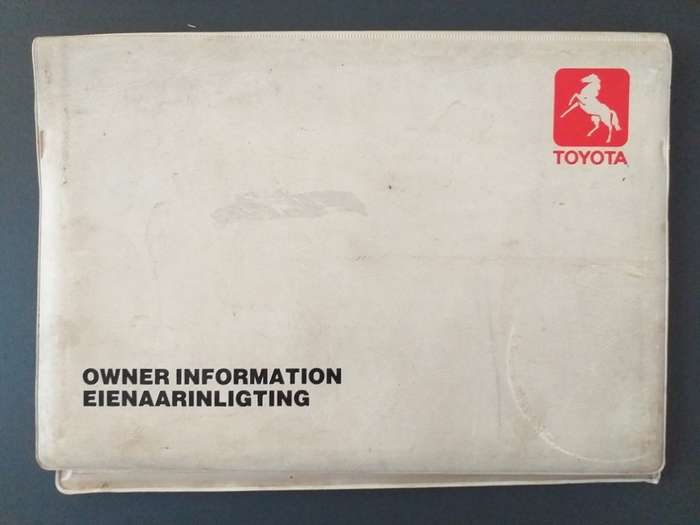 TOYOTA
OWNER INFORMATION
EIENAARINLIGTING